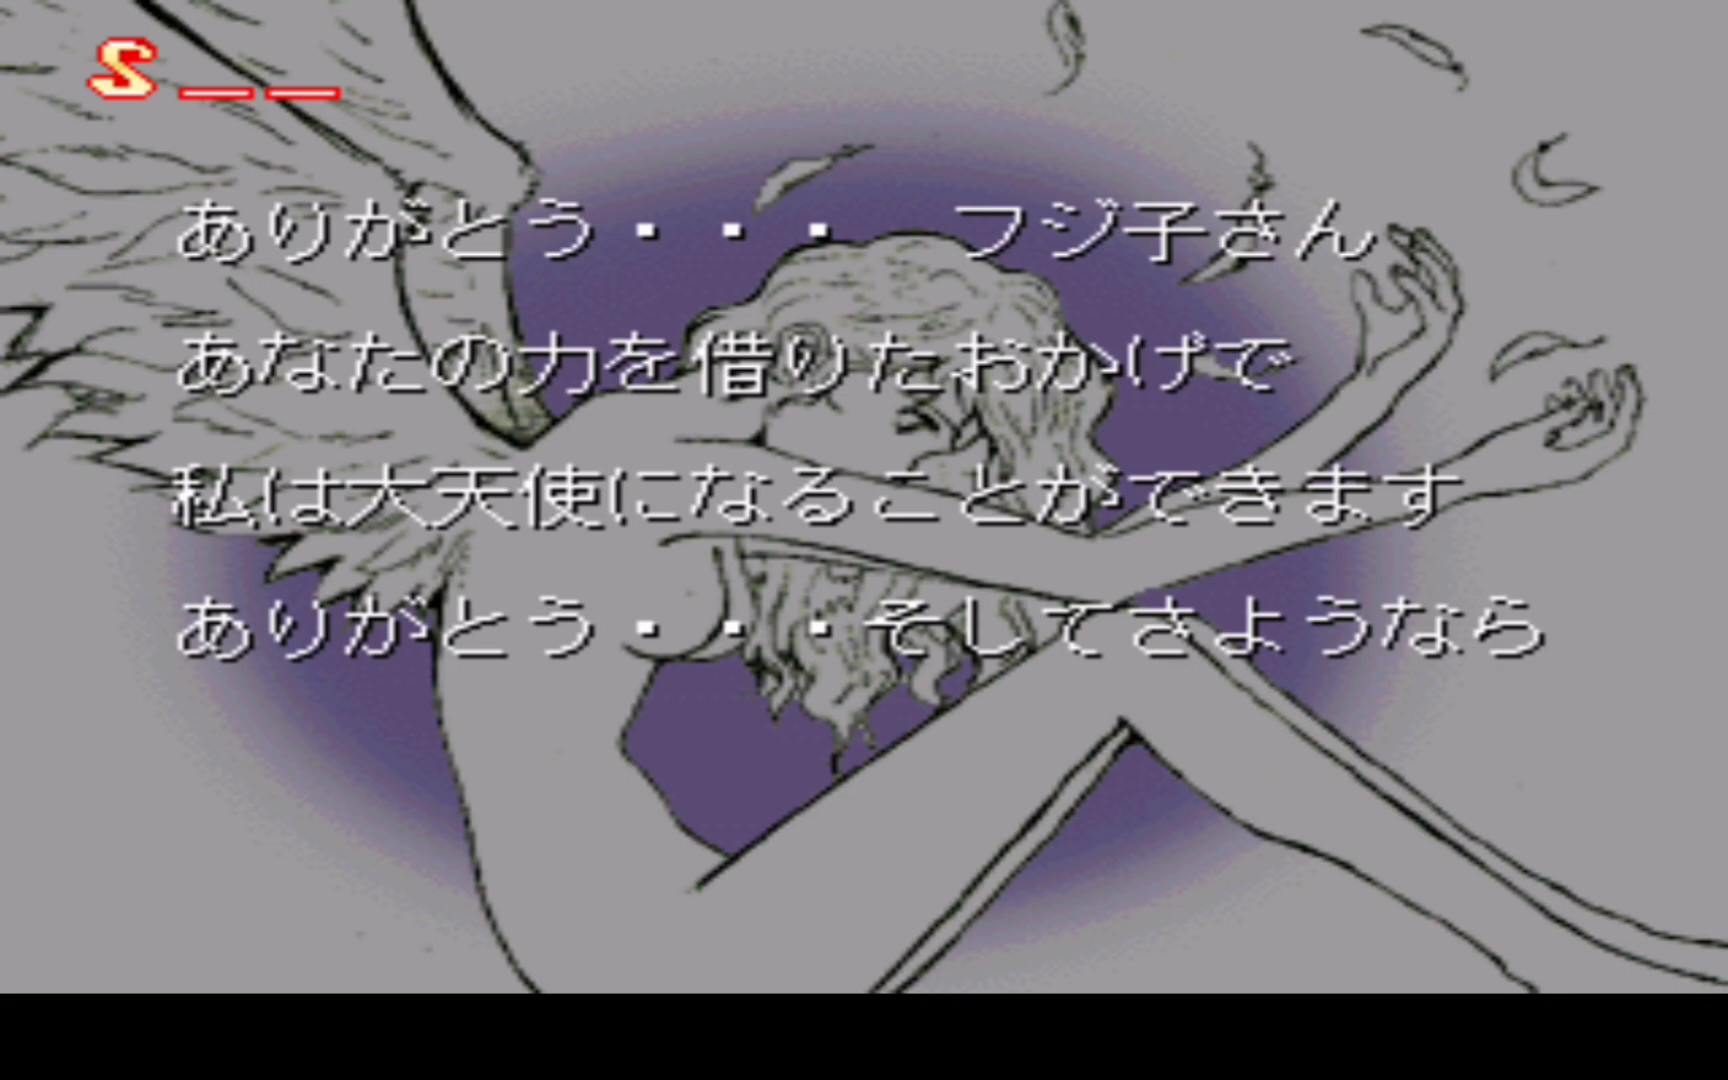 S _ _
ありがとう・・・　フジ子さん
あなたの力を借りたおかげで
私は大天使になることができます
ありがとう・・・そしてさようなら